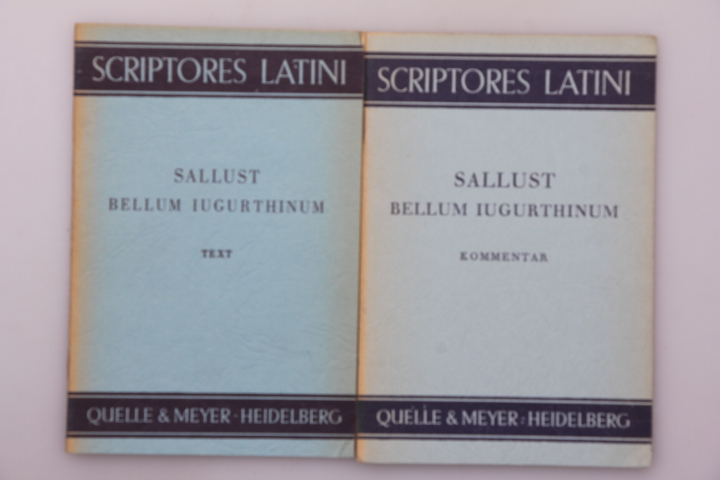 SCRIPTORES LATINI
SALLUST
BELLUM IUGURTHINUM
TEXT
QUELLE & MEYER · HEIDELBERG
SCRIPTORES LATINI
SALLUST
BELLUM IUGURTHINUM
KOMMENTAR
QUELLE & MEYER · HEIDELBERG